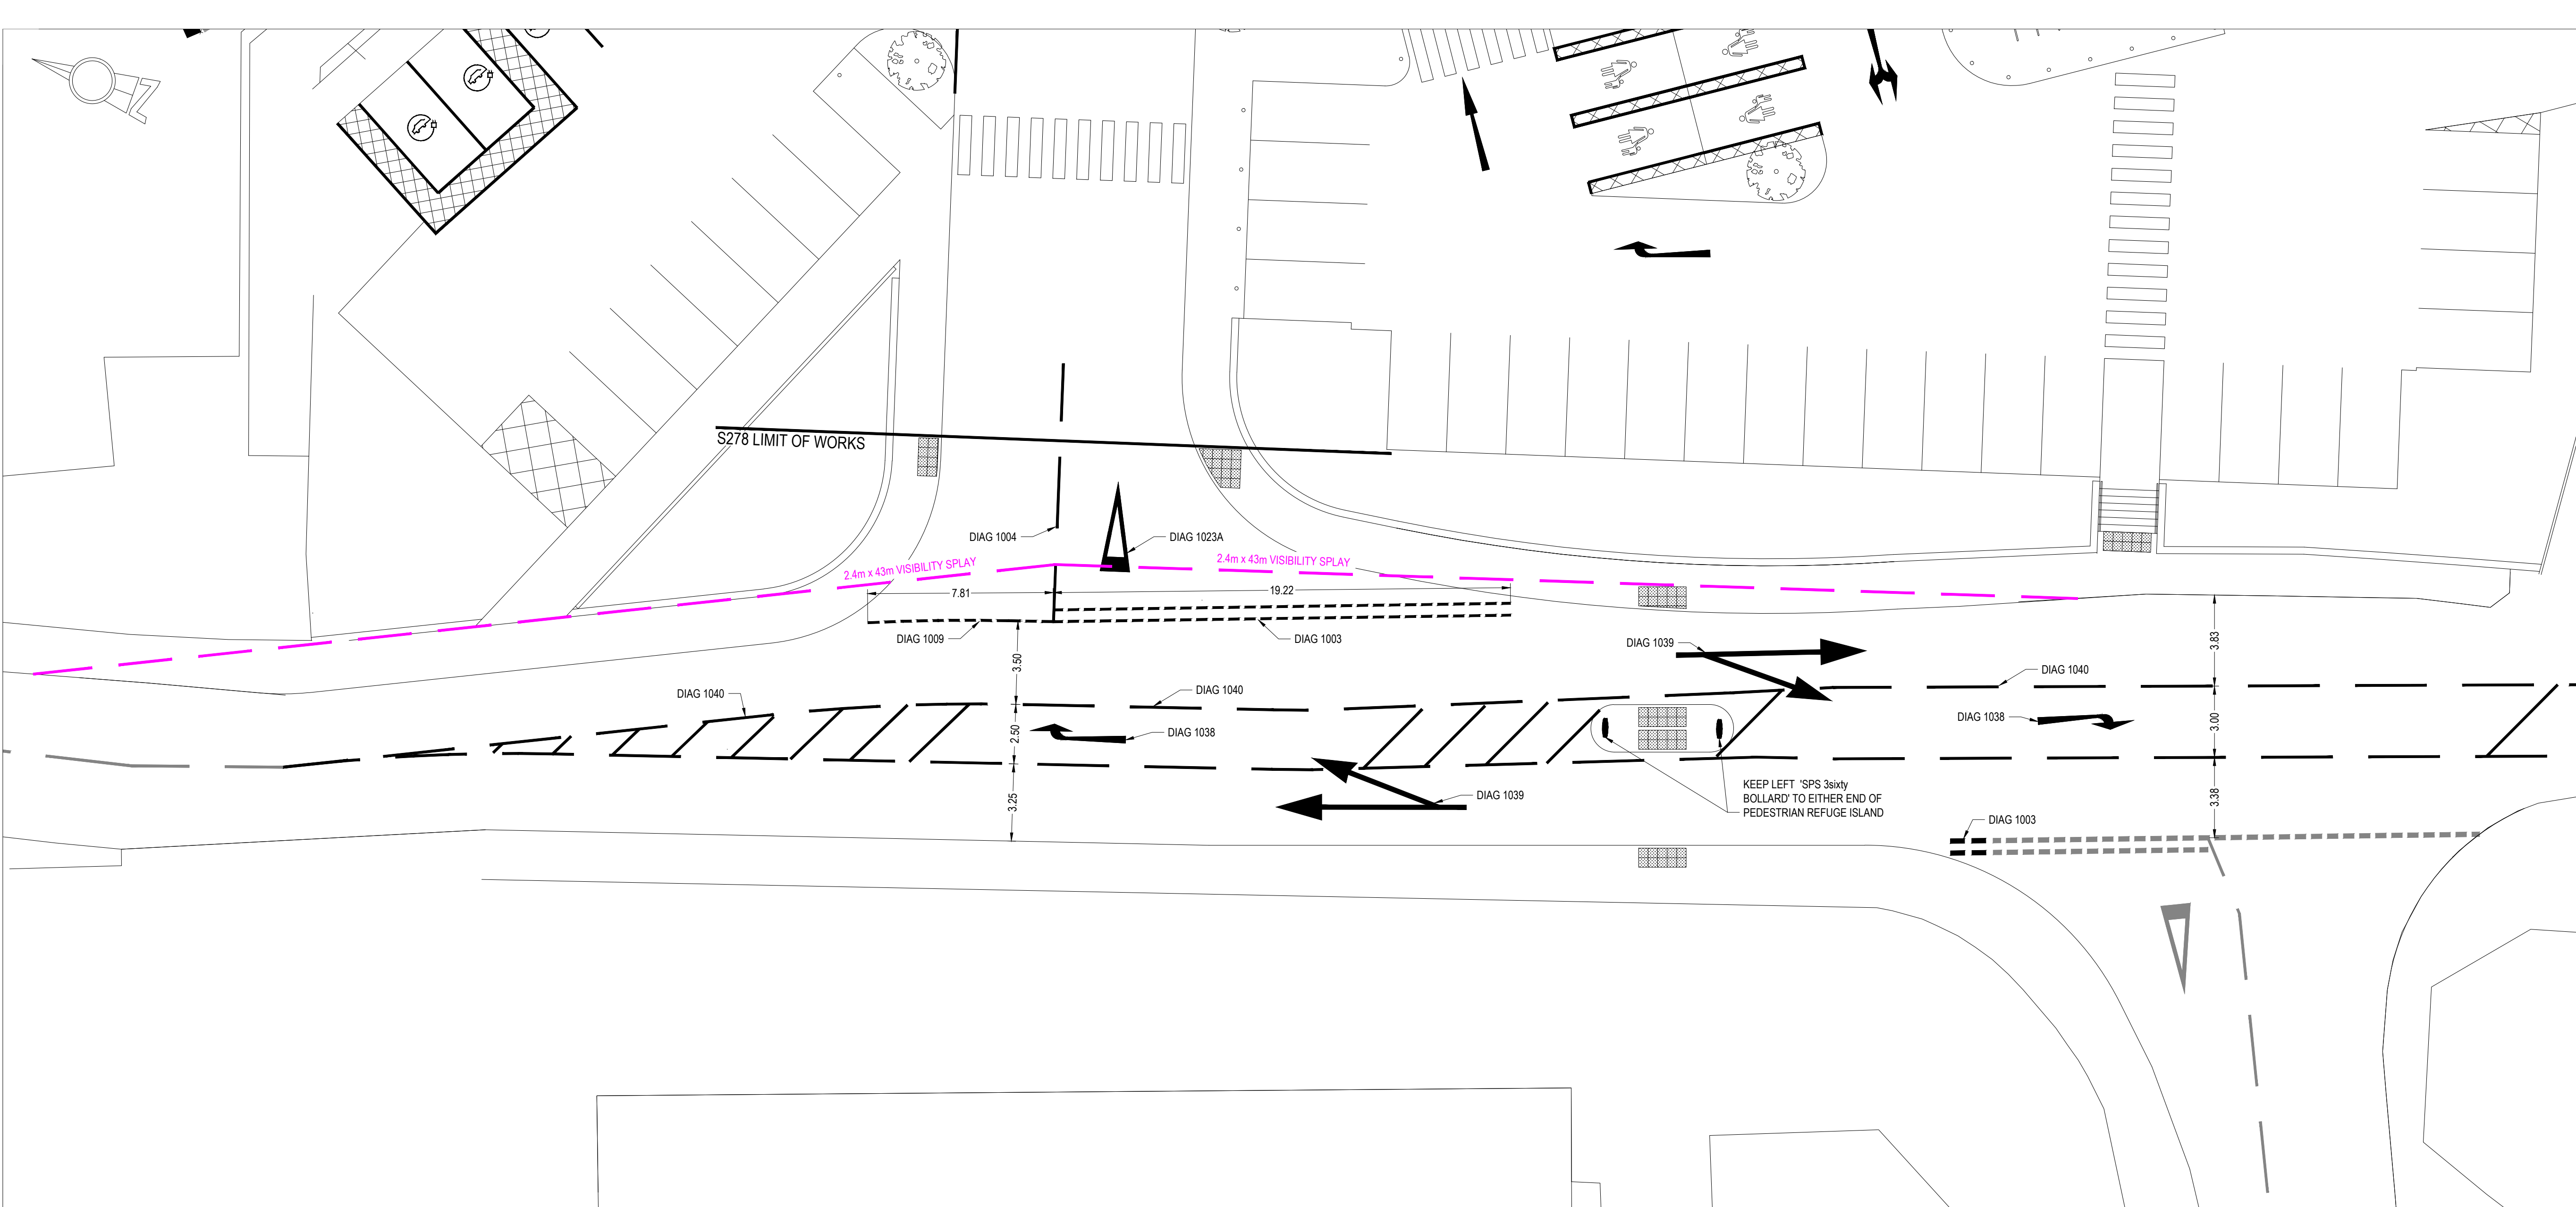 Z
S278 LIMIT OF WORKS
DIAG 1004
DIAG 1023A
2.4m x 43m VISIBILITY SPLAY
2.4m x 43m VISIBILITY SPLAY
7.81
19.22
DIAG 1009
DIAG 1003
3.50
DIAG 1039
3.83
DIAG 1040
DIAG 1040
DIAG 1040
2.50
DIAG 1038
DIAG 1038
3.00
3.25
DIAG 1039
KEEP LEFT 'SPS 3sixty
BOLLARD' TO EITHER END OF
PEDESTRIAN REFUGE ISLAND
3.38
DIAG 1003